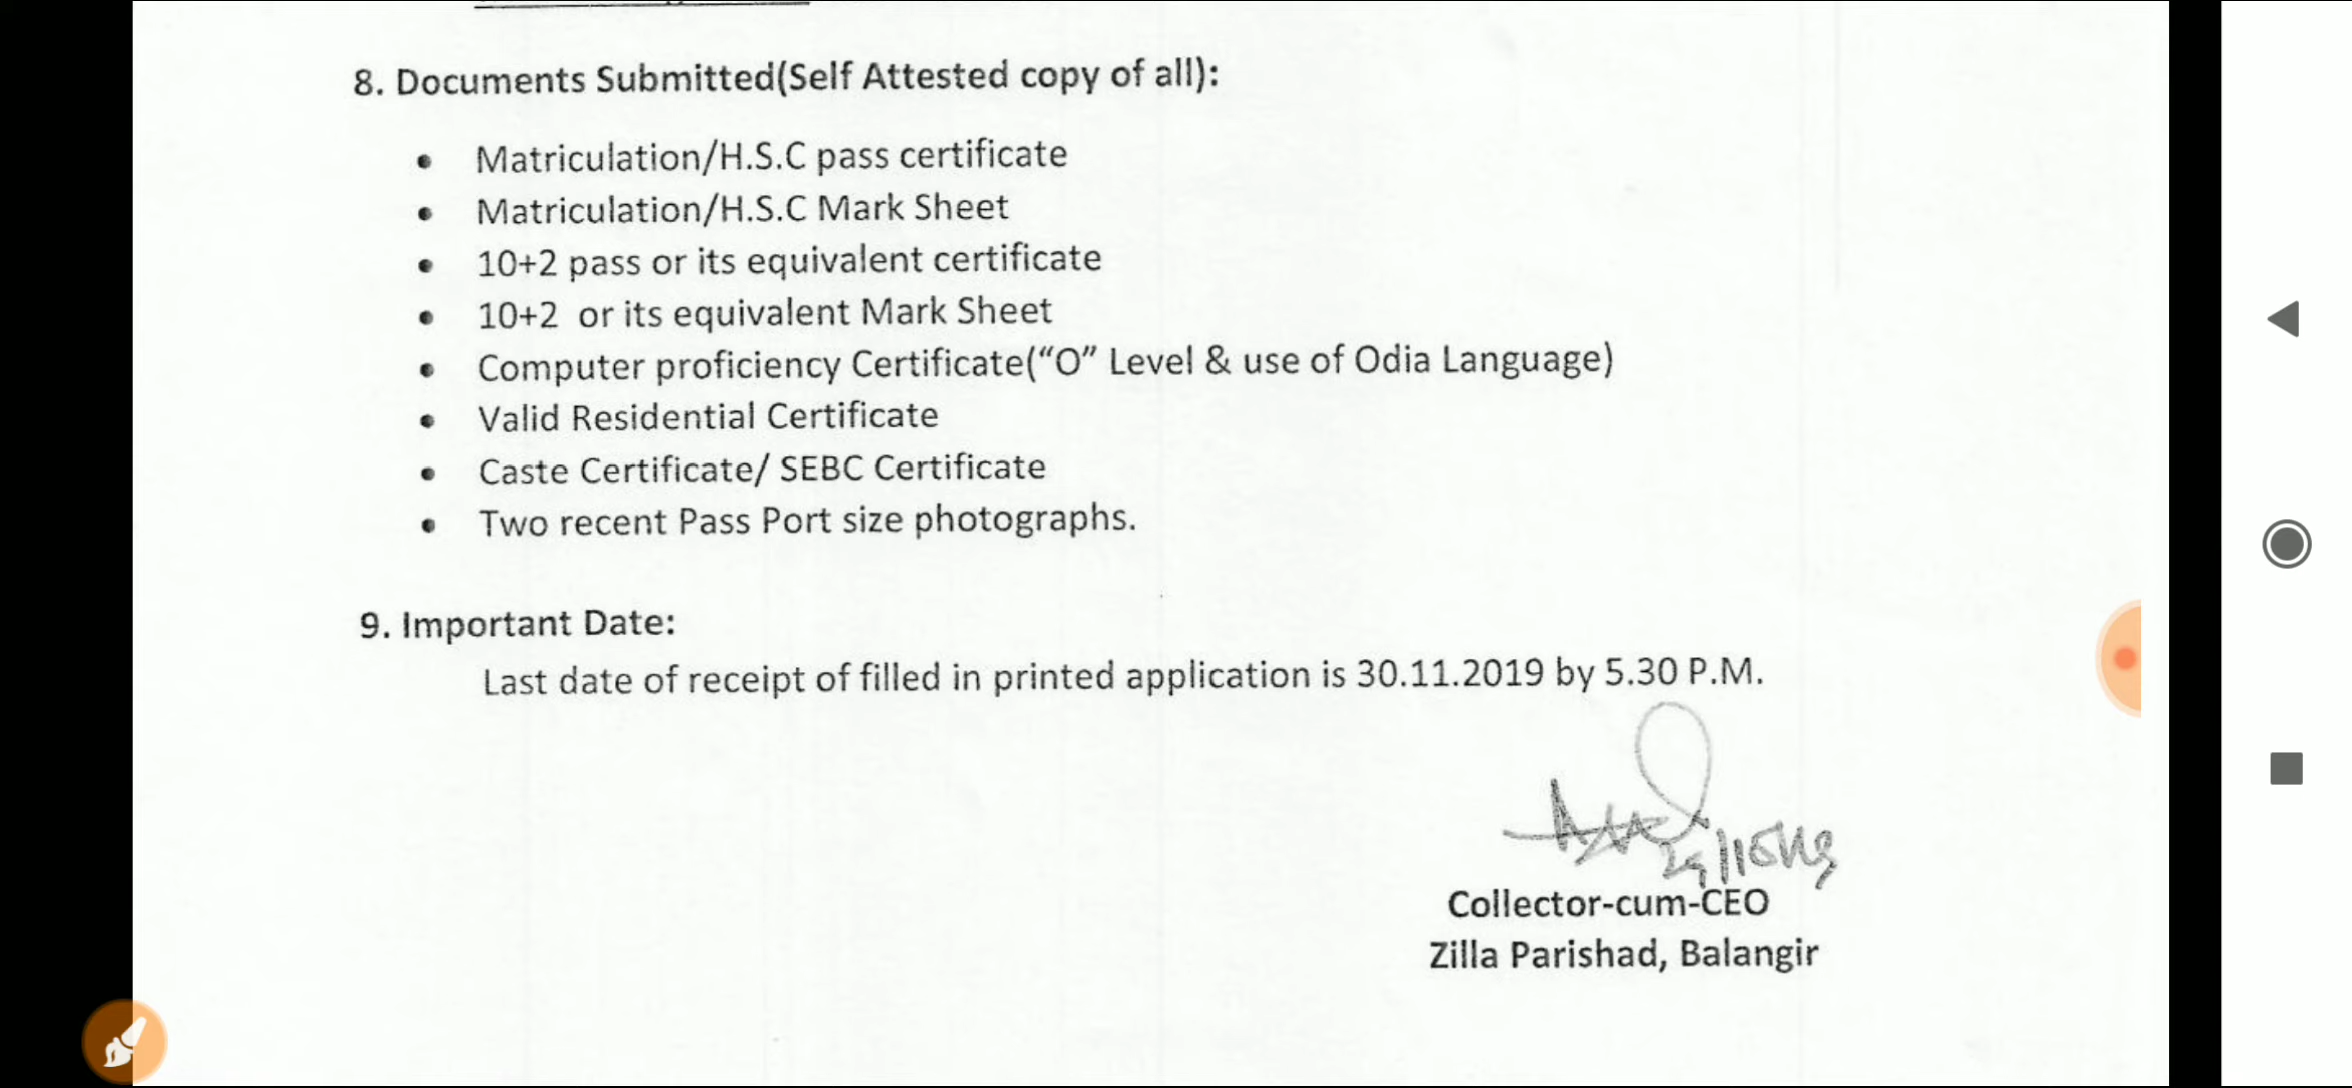 8. Documents Submitted(Self Attested copy of all):
• Matriculation/H.S.C pass certificate
• Matriculation/H.S.C Mark Sheet
• 10+2 pass or its equivalent certificate
• 10+2 or its equivalent Mark Sheet
• Computer proficiency Certificate(“O” Level & use of Odia Language)
• Valid Residential Certificate
• Caste Certificate/ SEBC Certificate
• Two recent Pass Port size photographs.
9. Important Date:
Last date of receipt of filled in printed application is 30.11.2019 by 5.30 P.M.
Collector-cum-CEO
Zilla Parishad, Balangir